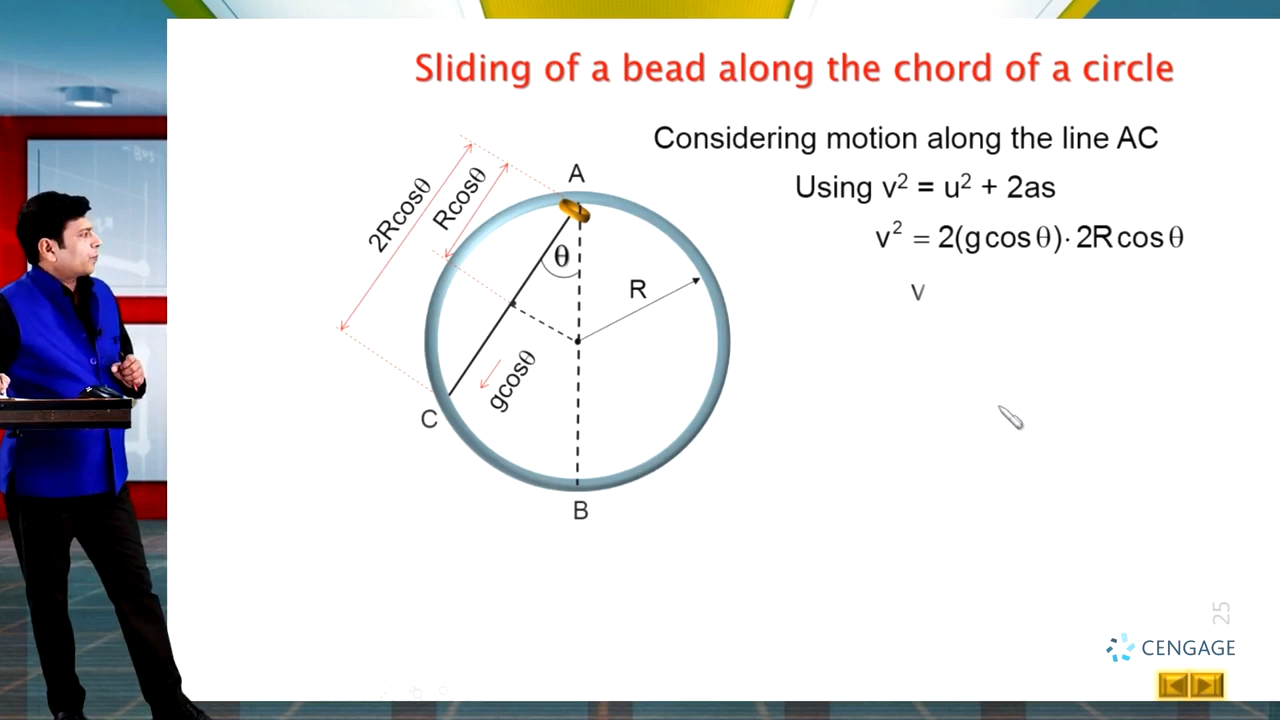 Sliding of a bead along the chord of a circle
Considering motion along the line AC
Using v² = u² + 2as
v² = 2(g cos θ)· 2R cos θ
v
A
2Rcosθ
Rcosθ
θ
R
gcosθ
C
B
25
CENGAGE